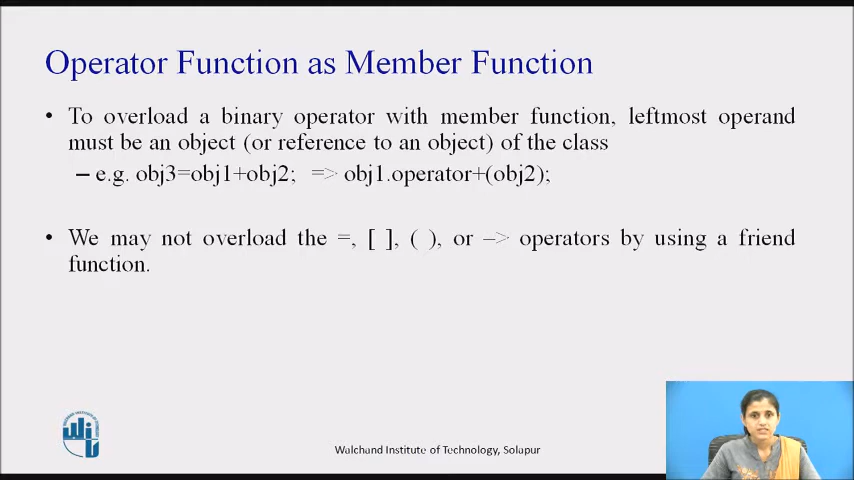 Operator Function as Member Function
• To overload a binary operator with member function, leftmost operand
must be an object (or reference to an object) of the class
– e.g. obj3=obj1+obj2; => obj1.operator+(obj2);
• We may not overload the =, [ ], ( ), or –> operators by using a friend
function.
Walchand Institute of Technology, Solapur